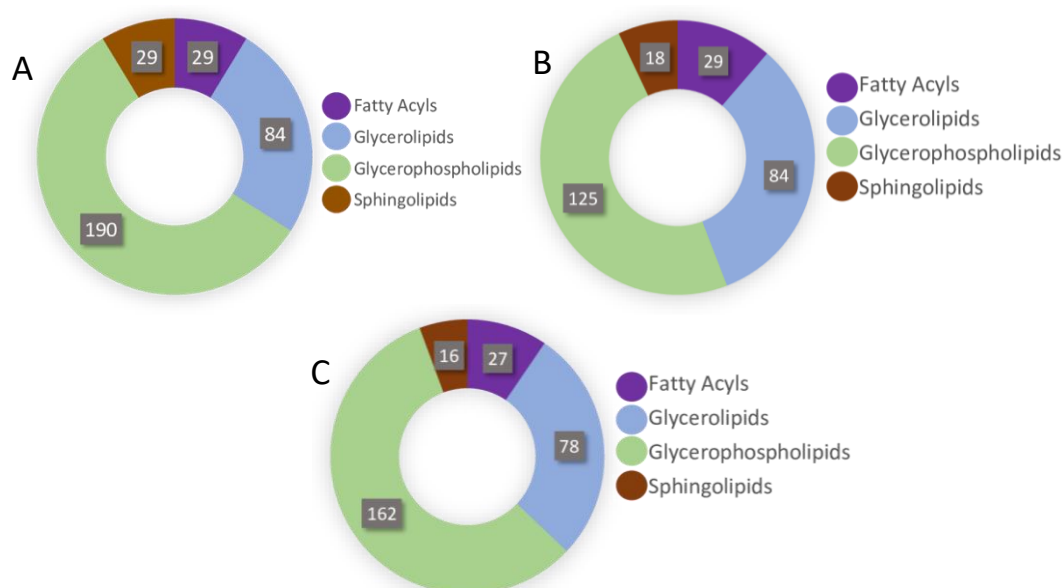 A
29
29
84
190
Fatty Acyls
Glycerolipids
Glycerophospholipids
Sphingolipids
B
18
29
84
125
Fatty Acyls
Glycerolipids
Glycerophospholipids
Sphingolipids
C
16
27
78
162
Fatty Acyls
Glycerolipids
Glycerophospholipids
Sphingolipids